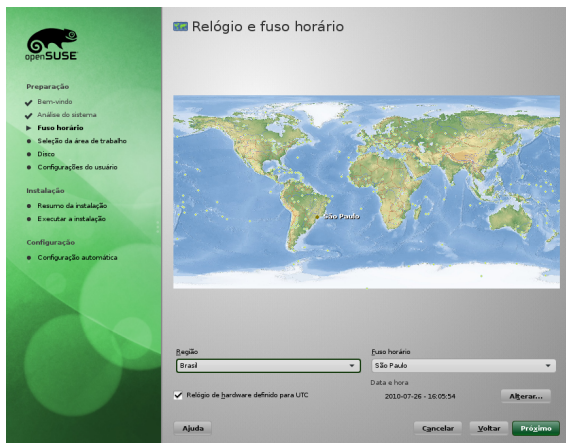 openSUSE
Relógio e fuso horário
Preparação
Bem-vindo
Análise do sistema
Fuso horário
Seleção da área de trabalho
Disco
Configurações do usuário
Instalação
Resumo da instalação
Executar a instalação
Configuração
Configuração automática
São Paulo
Região
Brasil
Fuso horário
São Paulo
Relógio de hardware definido para UTC
Data e hora
2010-07-26 - 16:05:54
Alterar...
Ajuda
Cancelar
Voltar
Próximo